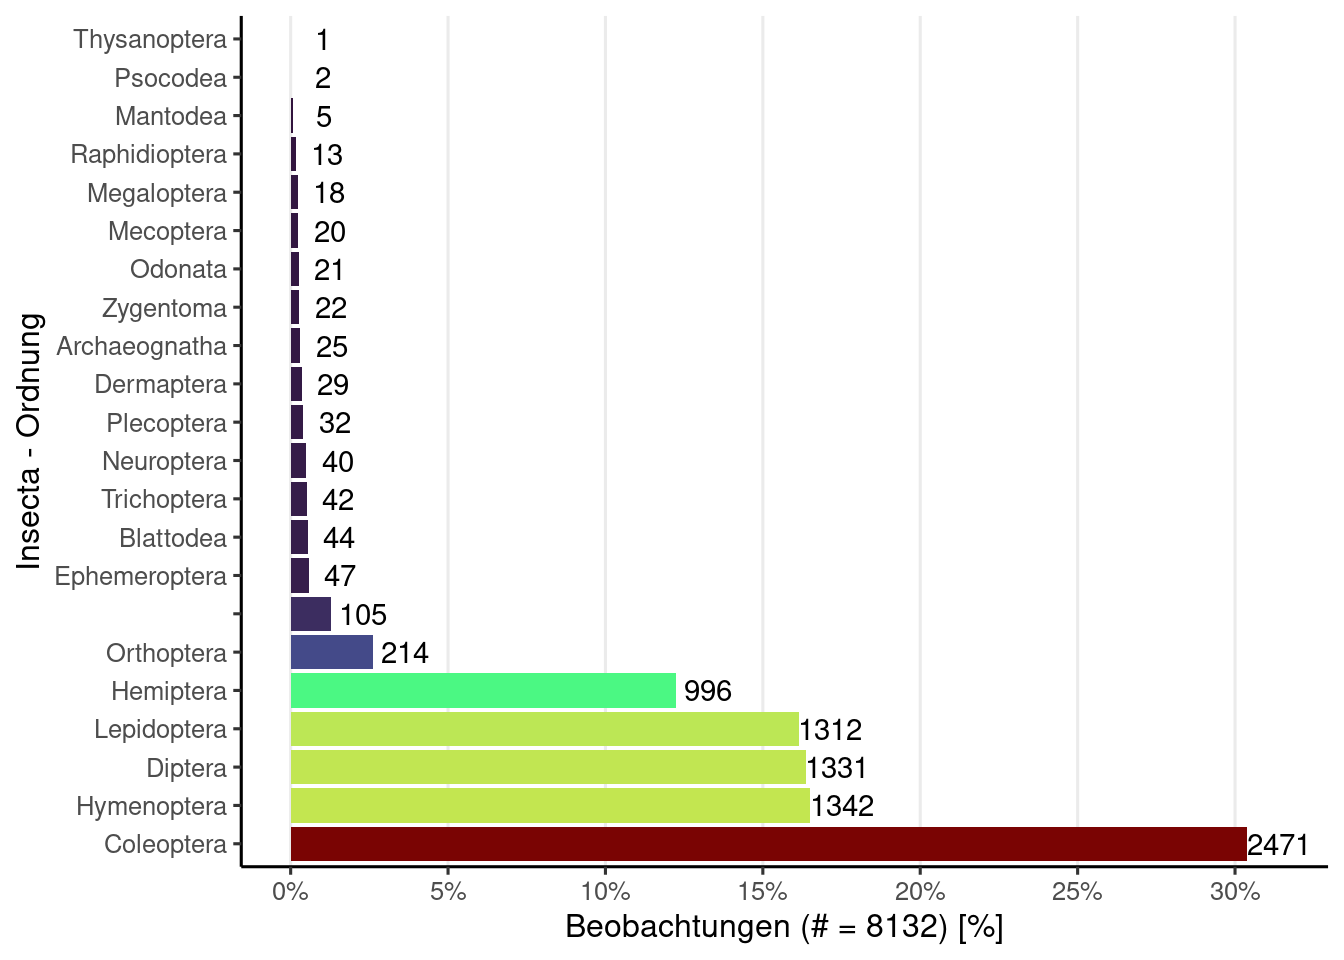 Insecta - Ordnung
Thysanoptera 1
Psocodea 2
Mantodea 5
Raphidioptera 13
Megaloptera 18
Mecoptera 20
Odonata 21
Zygentoma 22
Archaeognatha 25
Dermaptera 29
Plecoptera 32
Neuroptera 40
Trichoptera 42
Blattodea 44
Ephemeroptera 47
105
Orthoptera 214
Hemiptera 996
Lepidoptera 1312
Diptera 1331
Hymenoptera 1342
Coleoptera 2471
0% 5% 10% 15% 20% 25% 30%
Beobachtungen (# = 8132) [%]